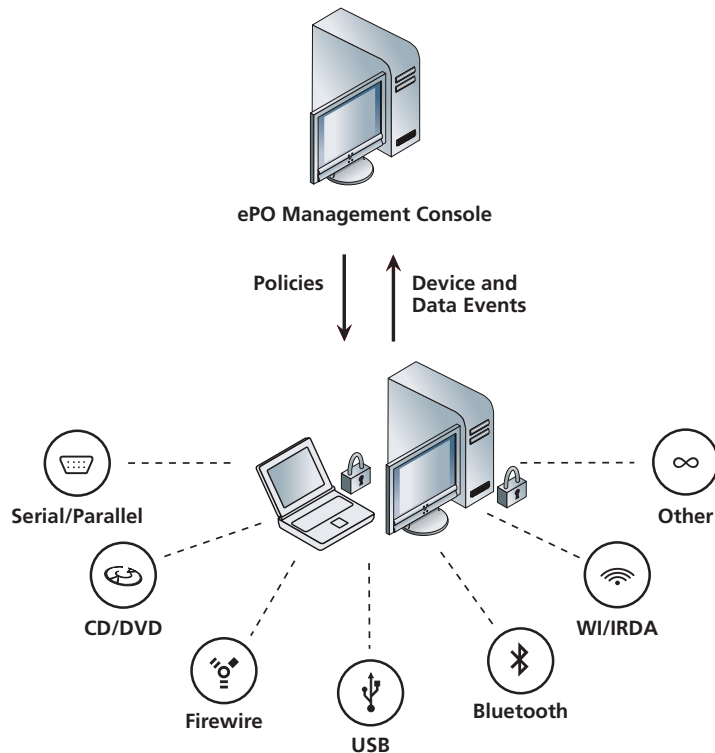 ePO Management Console
Policies
Device and
Data Events
Serial/Parallel
Other
CD/DVD
WI/IRDA
Firewire
Bluetooth
USB